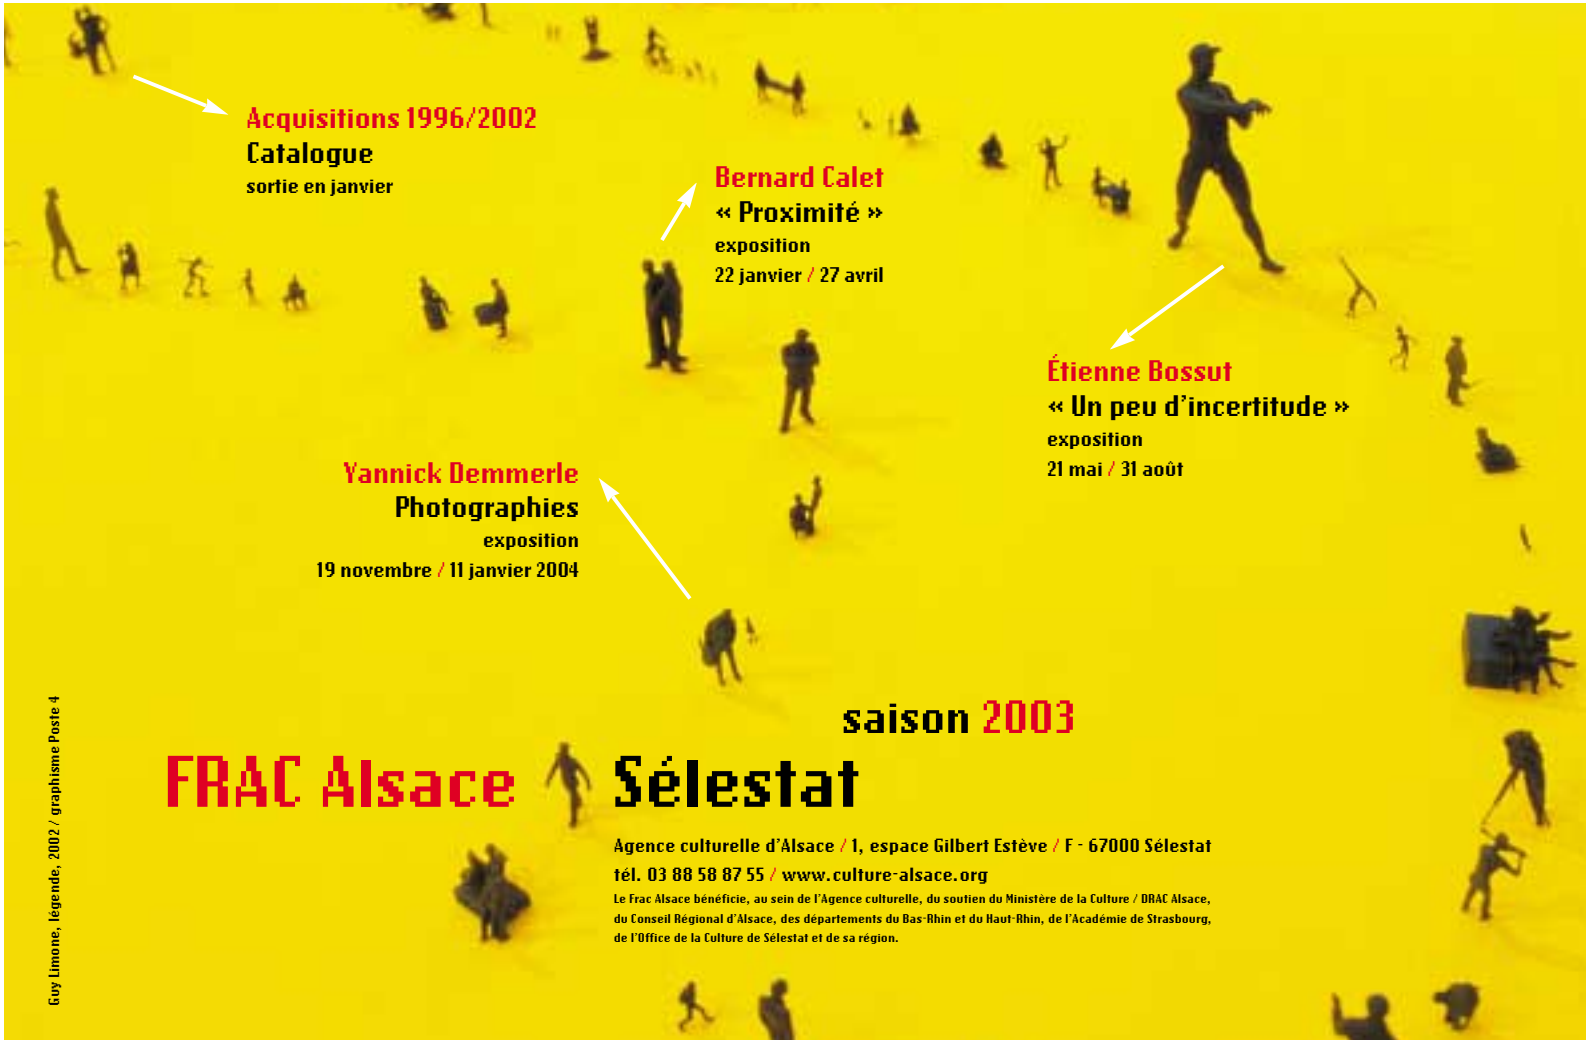 Acquisitions 1996/2002
Catalogue
sortie en janvier
Bernard Calet
« Proximité »
exposition
22 janvier / 27 avril
Étienne Bossut
« Un peu d'incertitude »
exposition
21 mai / 31 août
Yannick Demmerle
Photographies
exposition
19 novembre / 11 janvier 2004
saison 2003
FRAC Alsace Sélestat
Agence culturelle d'Alsace / 1, espace Gilbert Estève / F - 67000 Sélestat
tél. 03 88 58 87 55 / www.culture-alsace.org
Le Frac Alsace bénéficie, au sein de l'Agence culturelle, du soutien du Ministère de la Culture / DRAC Alsace,
du Conseil Régional d'Alsace, des départements du Bas-Rhin et du Haut-Rhin, de l'Académie de Strasbourg,
de l'Office de la Culture de Sélestat et de sa région.
Guy Limone, légende, 2002 / graphisme Poste 4